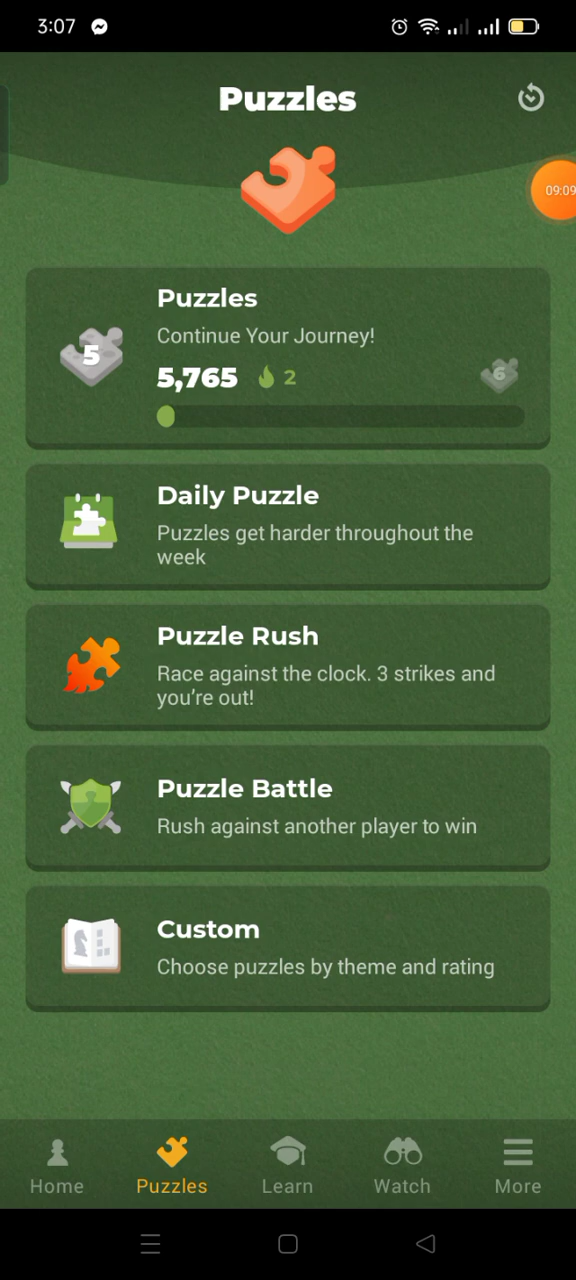 3:07
Puzzles
09:09
Puzzles
Continue Your Journey!
5
5,765 2
6
Daily Puzzle
Puzzles get harder throughout the
week
Puzzle Rush
Race against the clock. 3 strikes and
you're out!
Puzzle Battle
Rush against another player to win
Custom
Choose puzzles by theme and rating
Home Puzzles Learn Watch More